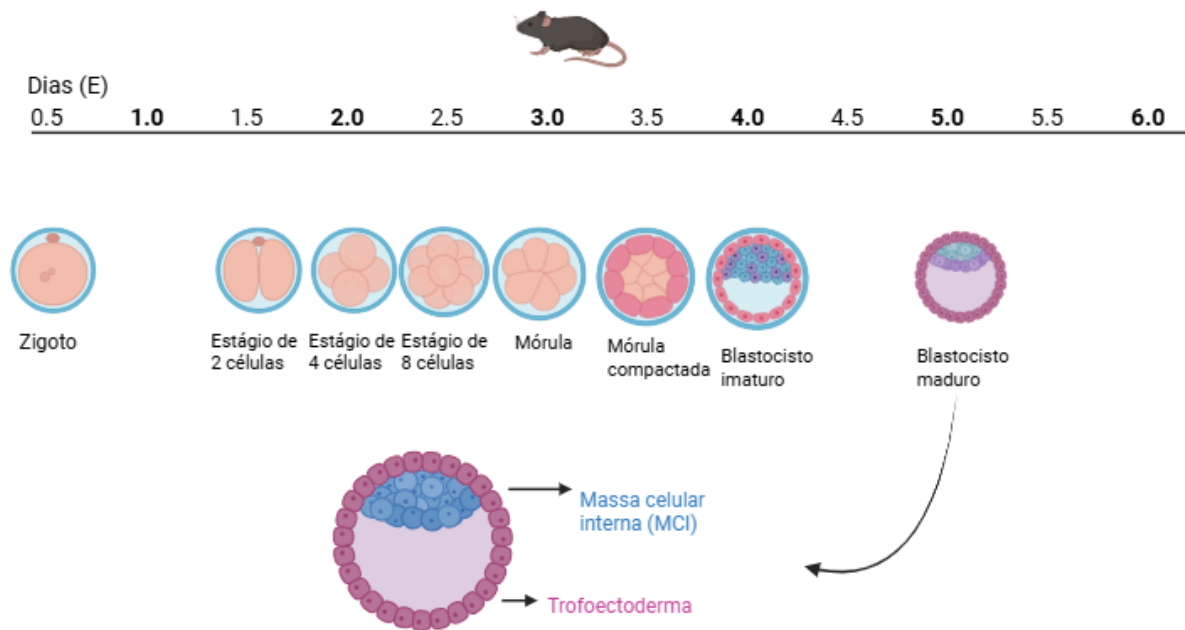 Dias (E)
0.5 1.0 1.5 2.0 2.5 3.0 3.5 4.0 4.5 5.0 5.5 6.0
Zigoto
Estágio de
2 células
Estágio de
4 células
Estágio de
8 células
Mórula
Mórula
compactada
Blastocisto
imaturo
Blastocisto
maduro
Massa celular
interna (MCI)
Trofoectoderma